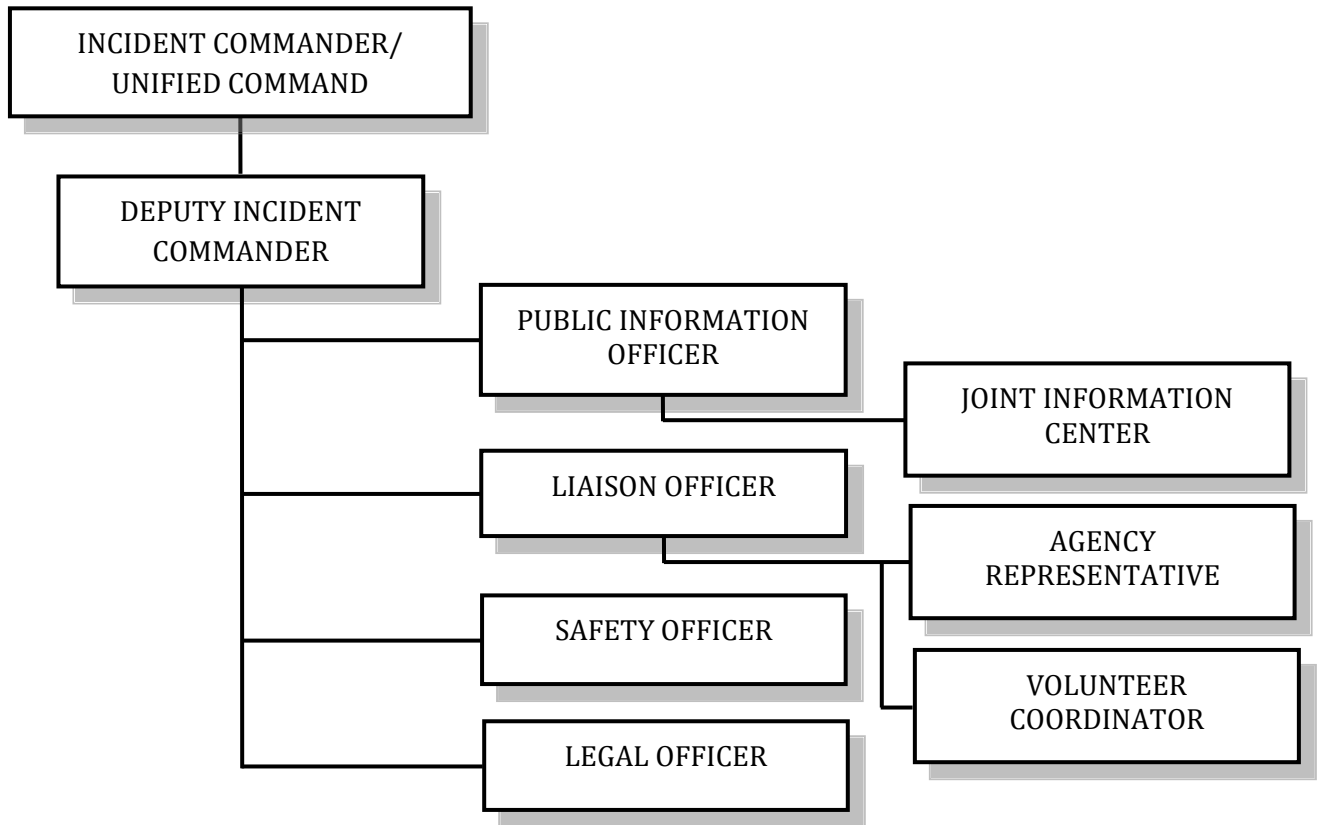 INCIDENT COMMANDER/
UNIFIED COMMAND
DEPUTY INCIDENT
COMMANDER
PUBLIC INFORMATION
OFFICER
JOINT INFORMATION
CENTER
LIAISON OFFICER
AGENCY
REPRESENTATIVE
SAFETY OFFICER
VOLUNTEER
COORDINATOR
LEGAL OFFICER